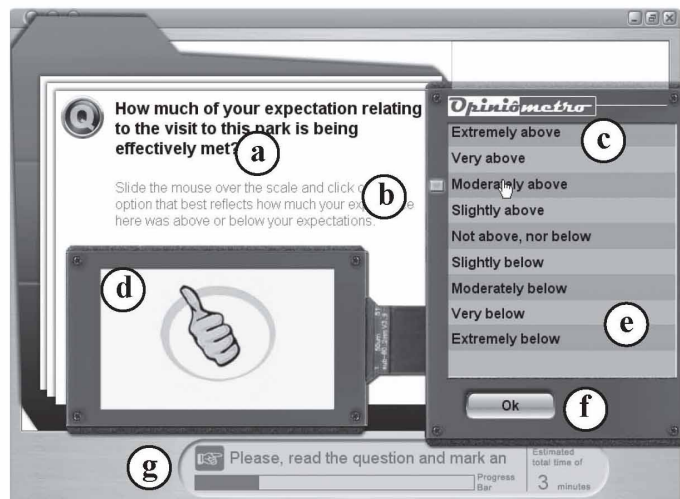 Q
How much of your expectation relating
to the visit to this park is being
effectively met?
a
Slide the mouse over the scale and click
b
option that best reflects how much your
here was above or below your expectations.
Opiniômetro
Extremely above
c
Very above
Moderately above
Slightly above
Not above, nor below
Slightly below
Moderately below
Very below
e
Extremely below
Ok
f
d
g
Please, read the question and mark an
Progress
Bar
Estimated
total time of
3 minutes